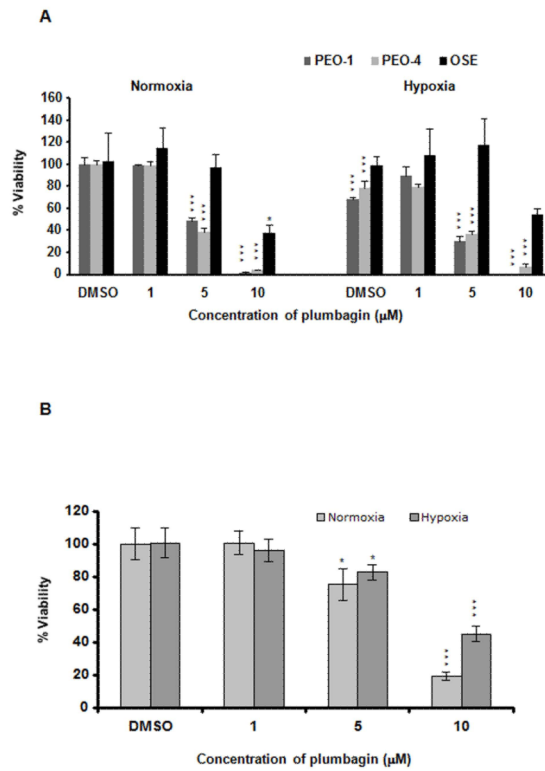 A
PEO-1 PEO-4 OSE
Normoxia Hypoxia
160
140
120
100
80
60
40
20
0
% Viability
*** *** *** *** * *** *** *** *** *** ***
DMSO 1 5 10 DMSO 1 5 10
Concentration of plumbagin (µM)
B
Normoxia Hypoxia
120
100
80
60
40
20
0
% Viability
* * *** ***
DMSO 1 5 10
Concentration of plumbagin (µM)